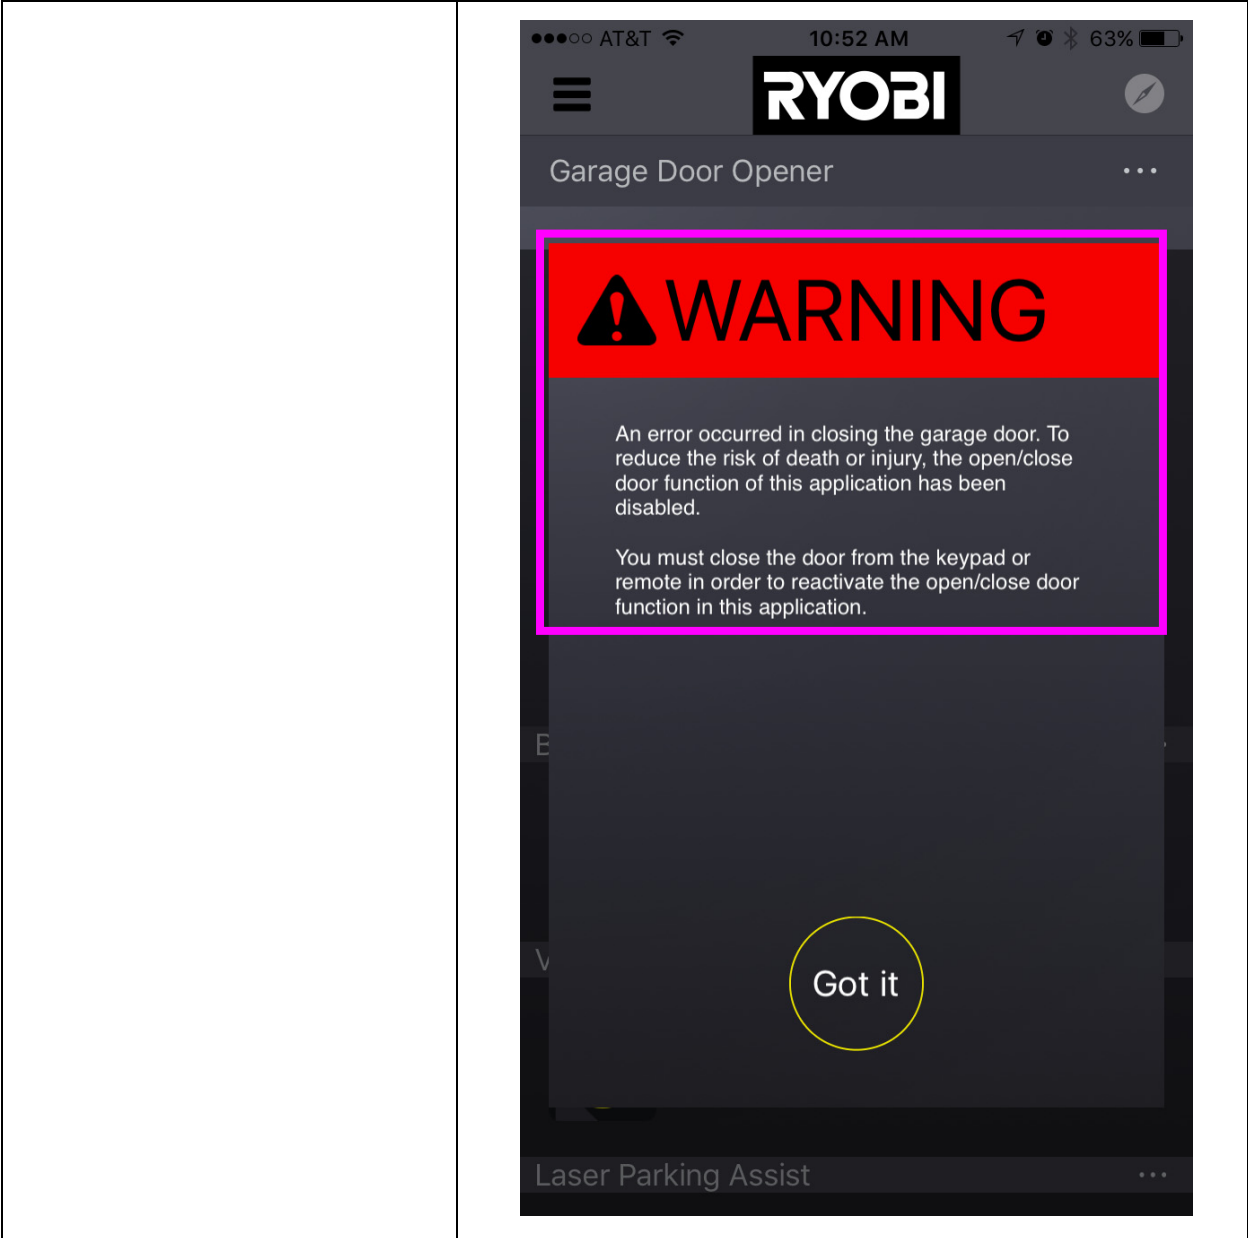 AT&T 10:52 AM 63%
RYOBI
Garage Door Opener
WARNING
An error occurred in closing the garage door. To
reduce the risk of death or injury, the open/close
door function of this application has been
disabled.
You must close the door from the keypad or
remote in order to reactivate the open/close door
function in this application.
Got it
Laser Parking Assist